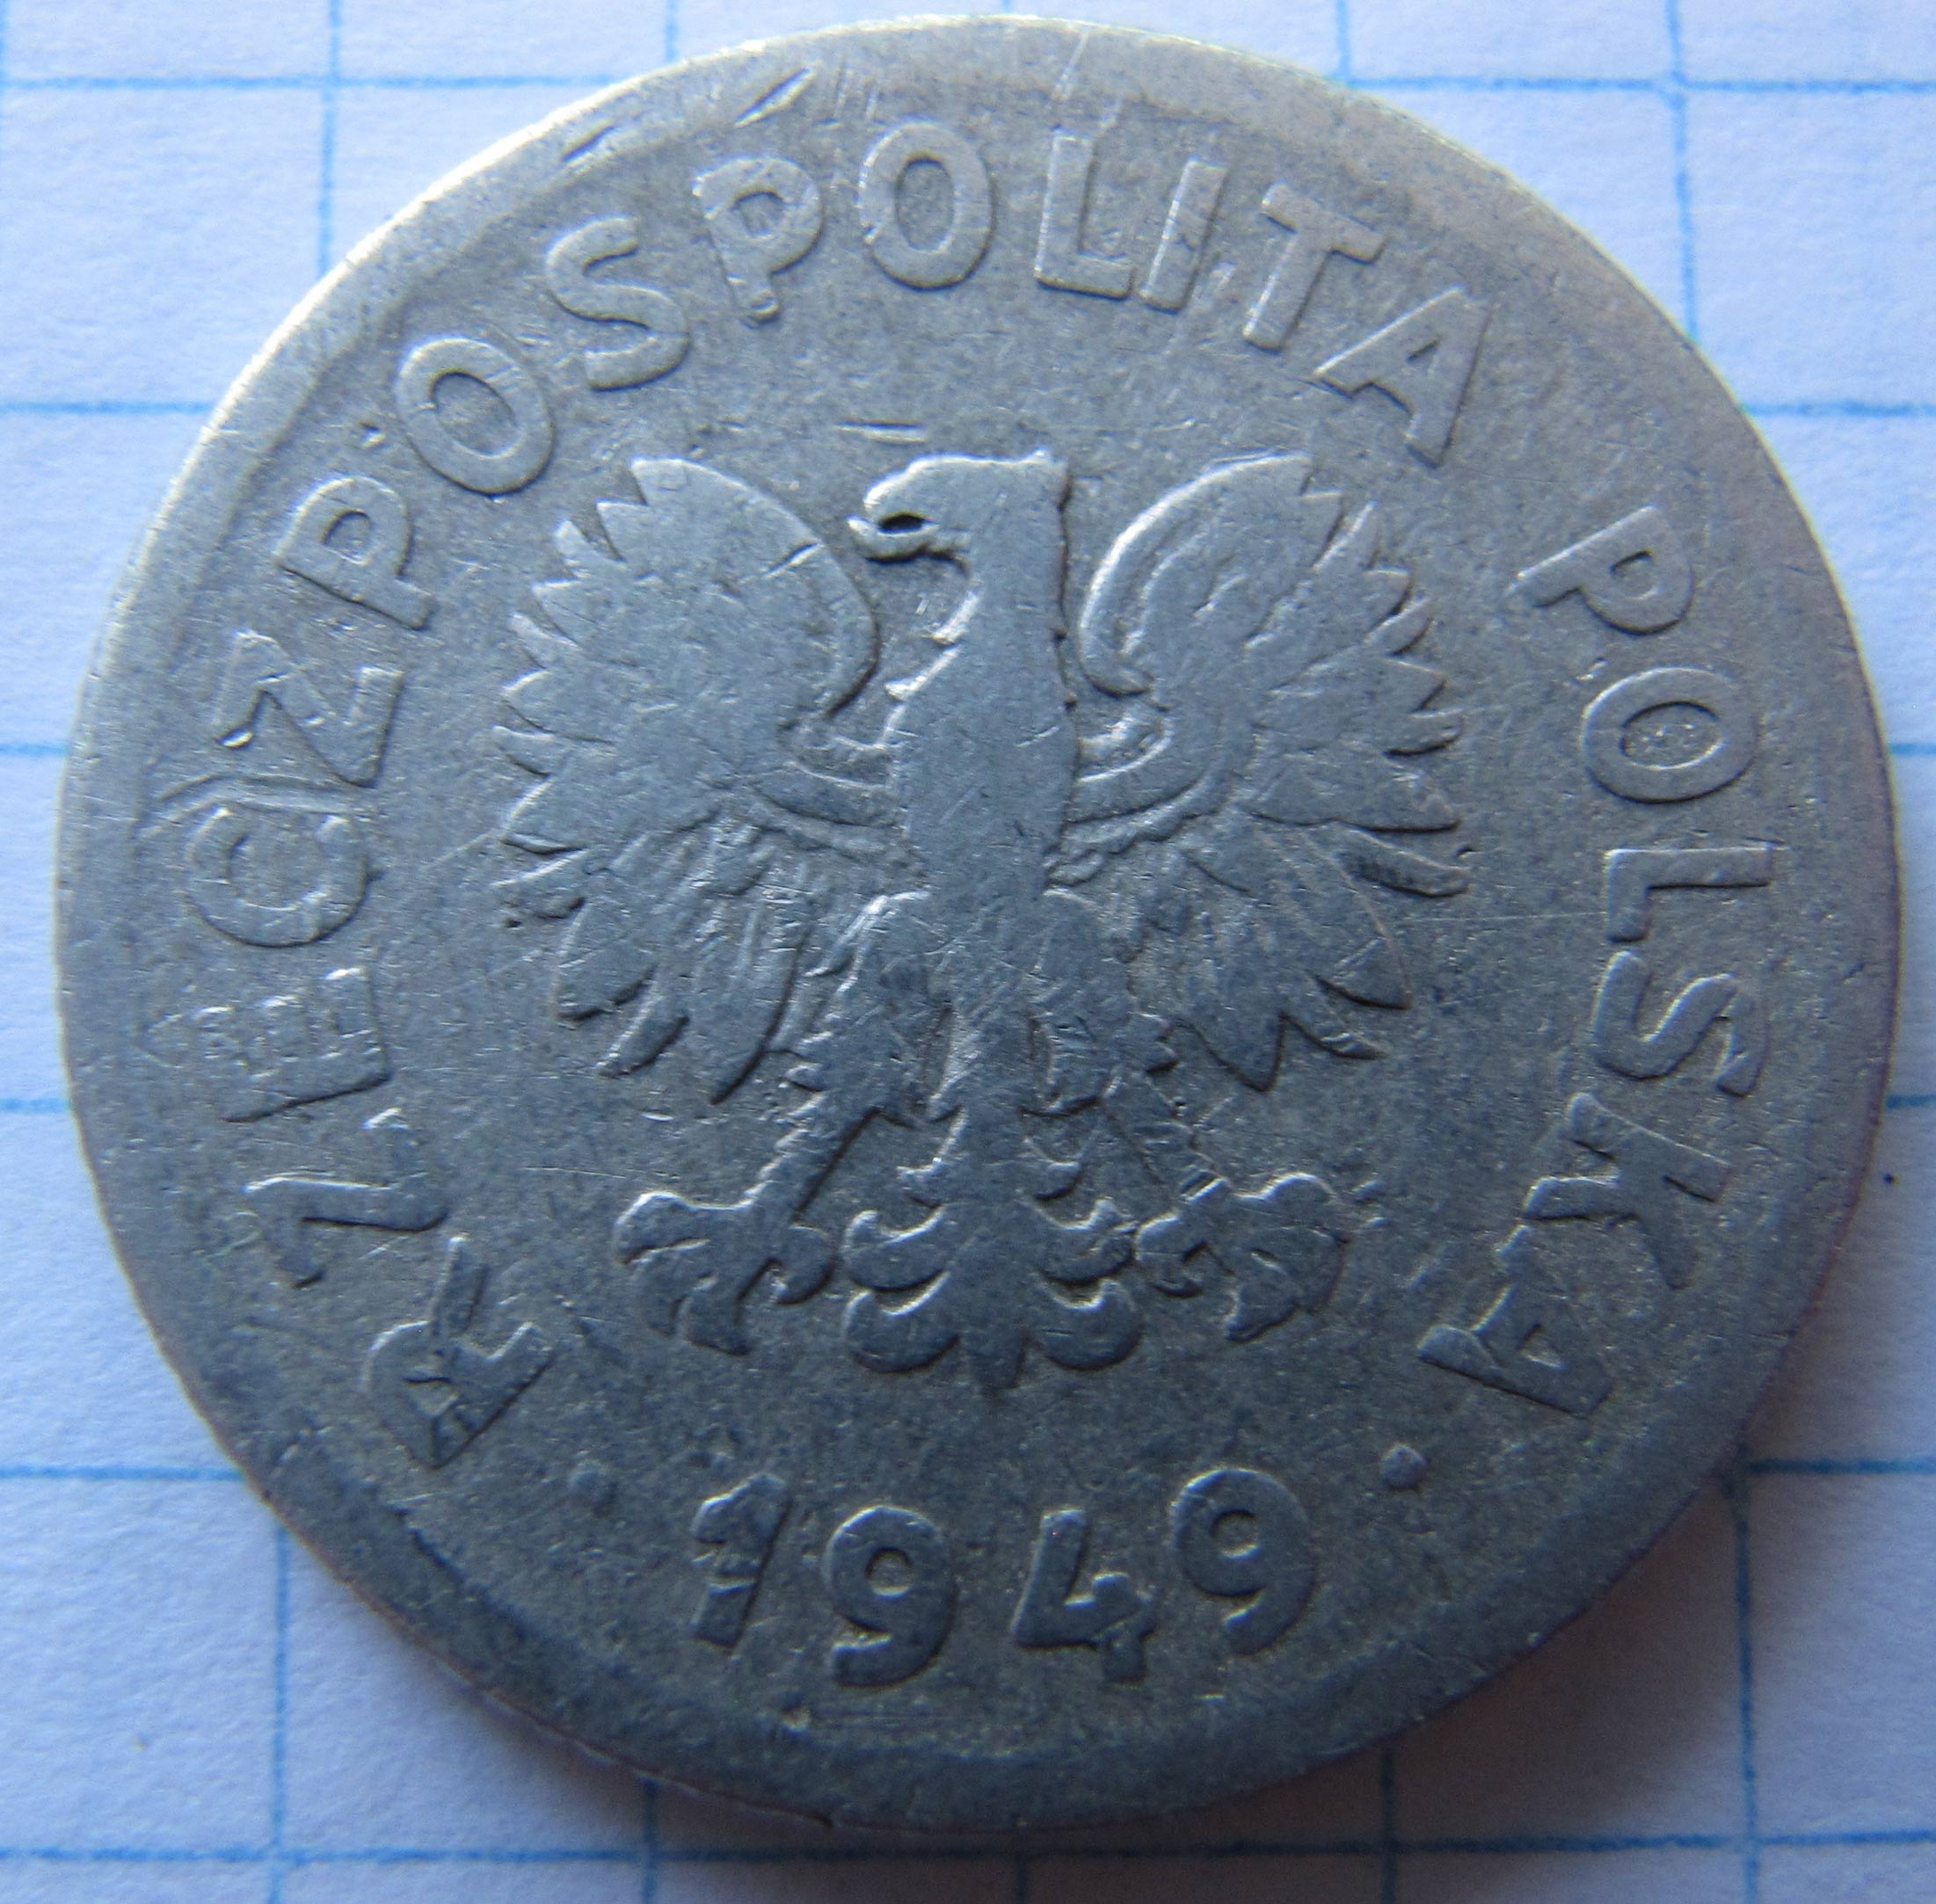 RZECZPOSPOLITA POLSKA
· 1949 ·